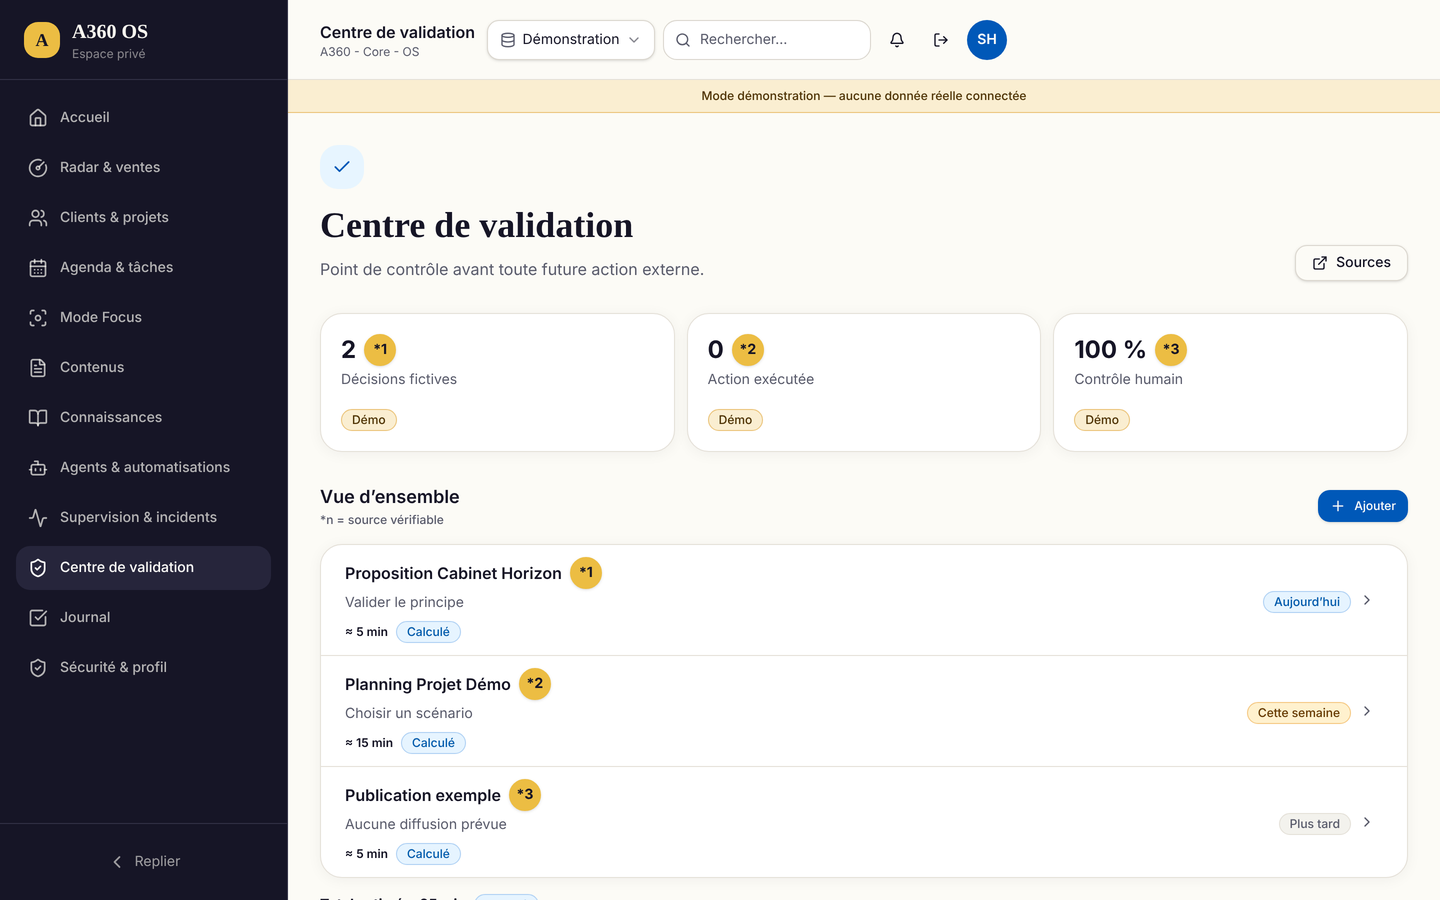 A
A360 OS
Espace privé
Accueil
Radar & ventes
Clients & projets
Agenda & tâches
Mode Focus
Contenus
Connaissances
Agents & automatisations
Supervision & incidents
Centre de validation
Journal
Sécurité & profil
Replier
Centre de validation
A360 - Core - OS
Démonstration
Rechercher...
SH
Mode démonstration — aucune donnée réelle connectée
Centre de validation
Point de contrôle avant toute future action externe.
Sources
2 *1
Décisions fictives
Démo
0 *2
Action exécutée
Démo
100 % *3
Contrôle humain
Démo
Vue d’ensemble
*n = source vérifiable
Ajouter
Proposition Cabinet Horizon *1
Valider le principe
≈ 5 min Calculé
Aujourd’hui
Planning Projet Démo *2
Choisir un scénario
≈ 15 min Calculé
Cette semaine
Publication exemple *3
Aucune diffusion prévue
≈ 5 min Calculé
Plus tard